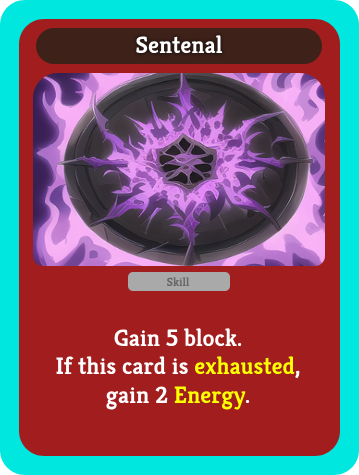 Sentenal
Skill
Gain 5 block.
If this card is exhausted,
gain 2 Energy.